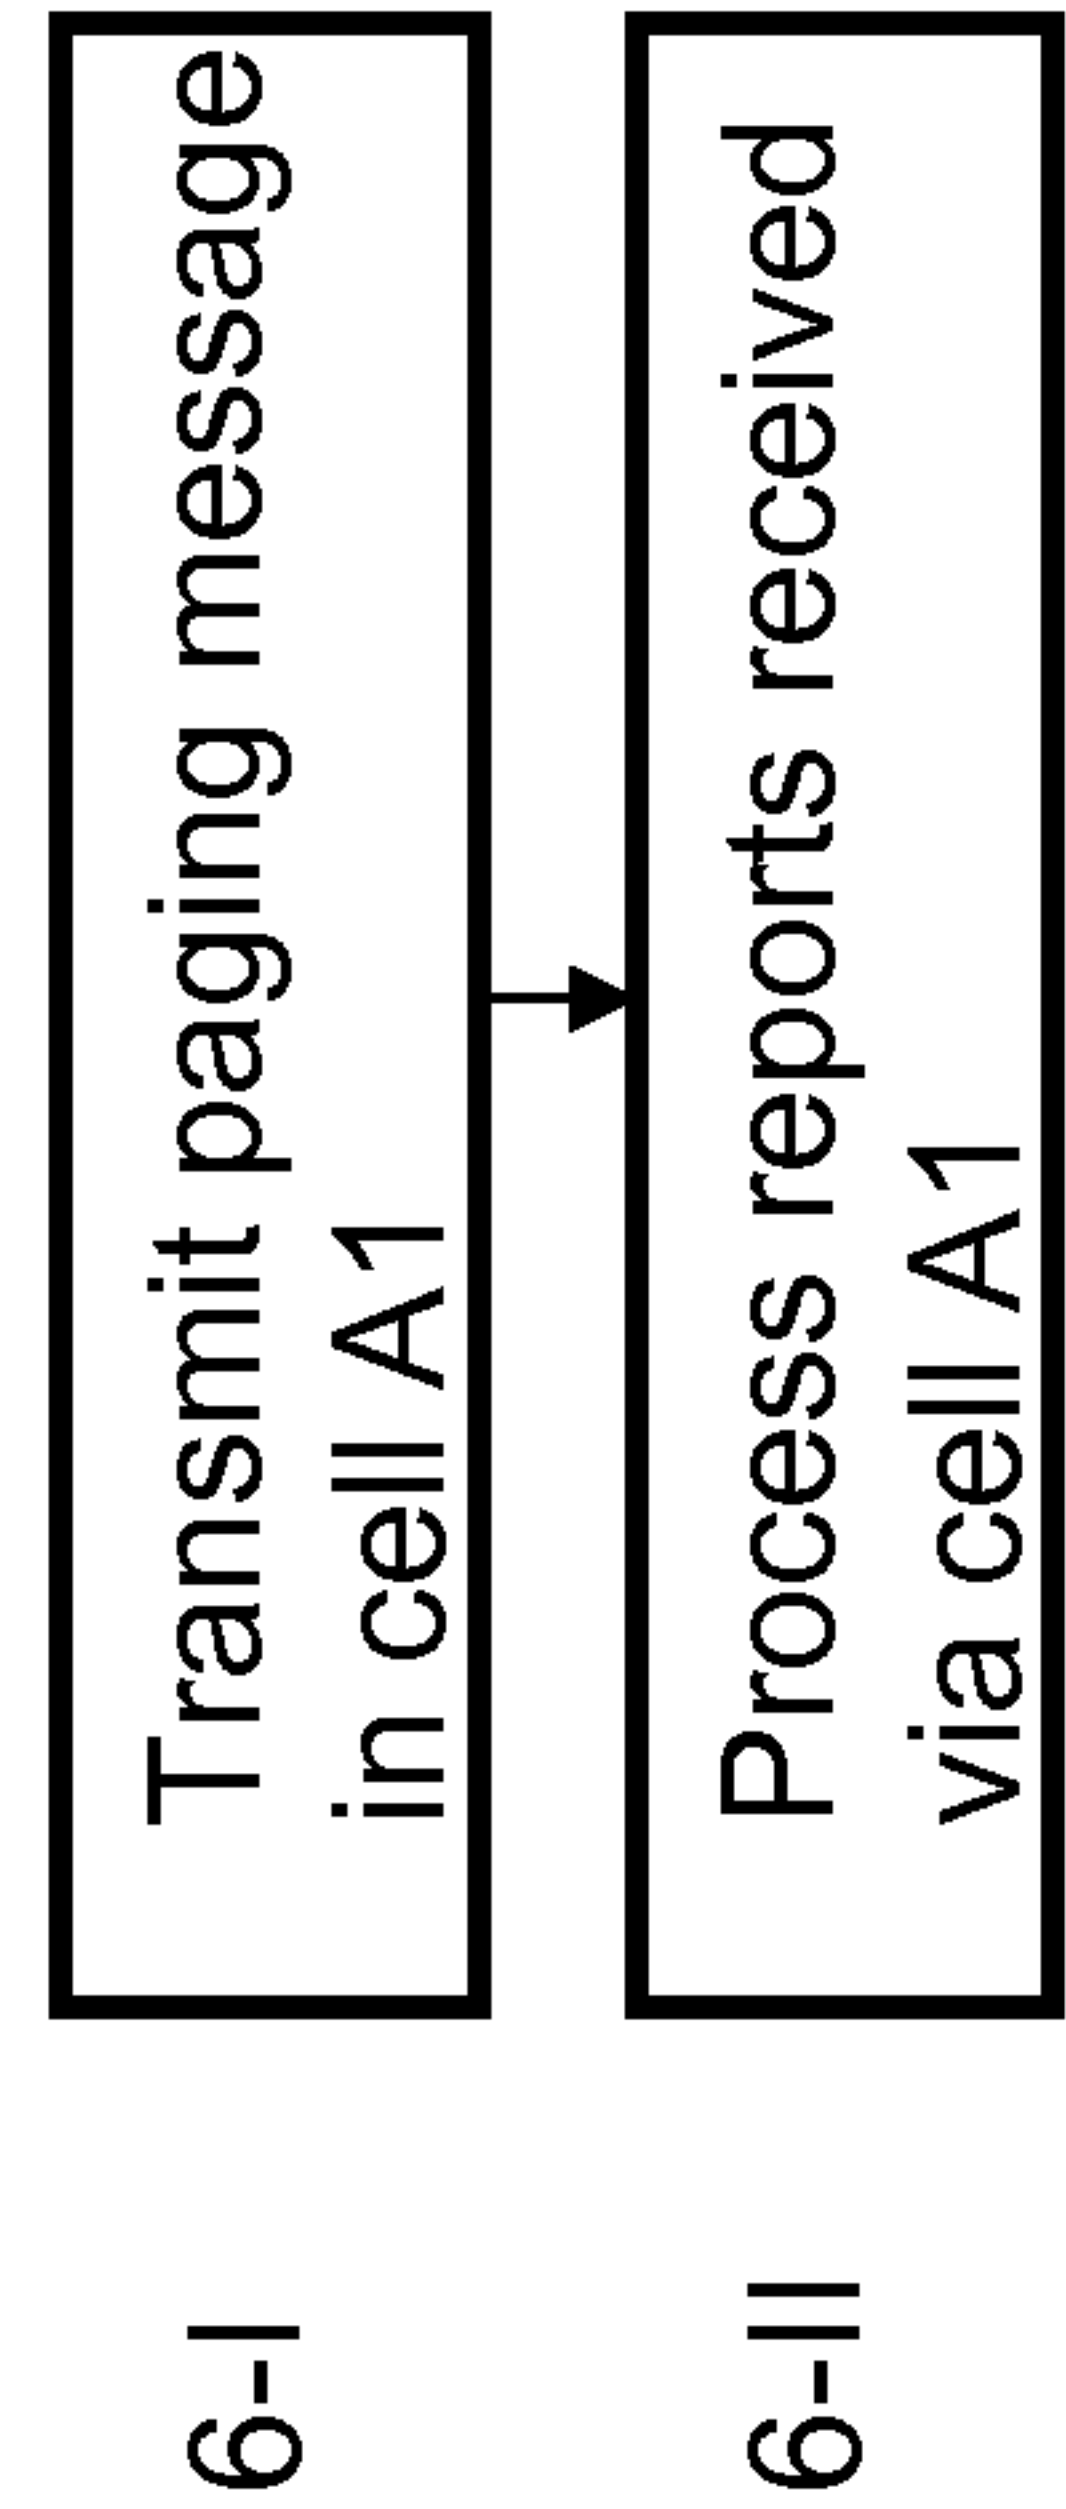 6-I
Transmit paging message
in cell A1
6-II
Process reports received
via cell A1